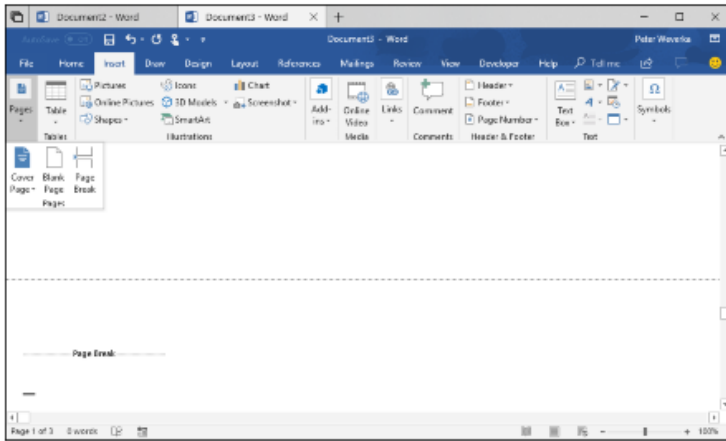 Document2 - Word Document3 - Word
AutoSave Off Document3 - Word Peter Weverka
File Home Insert Draw Design Layout References Mailings Review View Developer Help Tell me
Pictures Icons Chart Header
Online Pictures 3D Models Screenshot Footer
Pages Table Shapes SmartArt Add-ins Online Video Links Comment Page Number Text Box Symbols
Tables Illustrations Media Comments Header & Footer Text
Cover Page Blank Page Page Break
Pages
Page Break
Page 1 of 3 0 words 100%